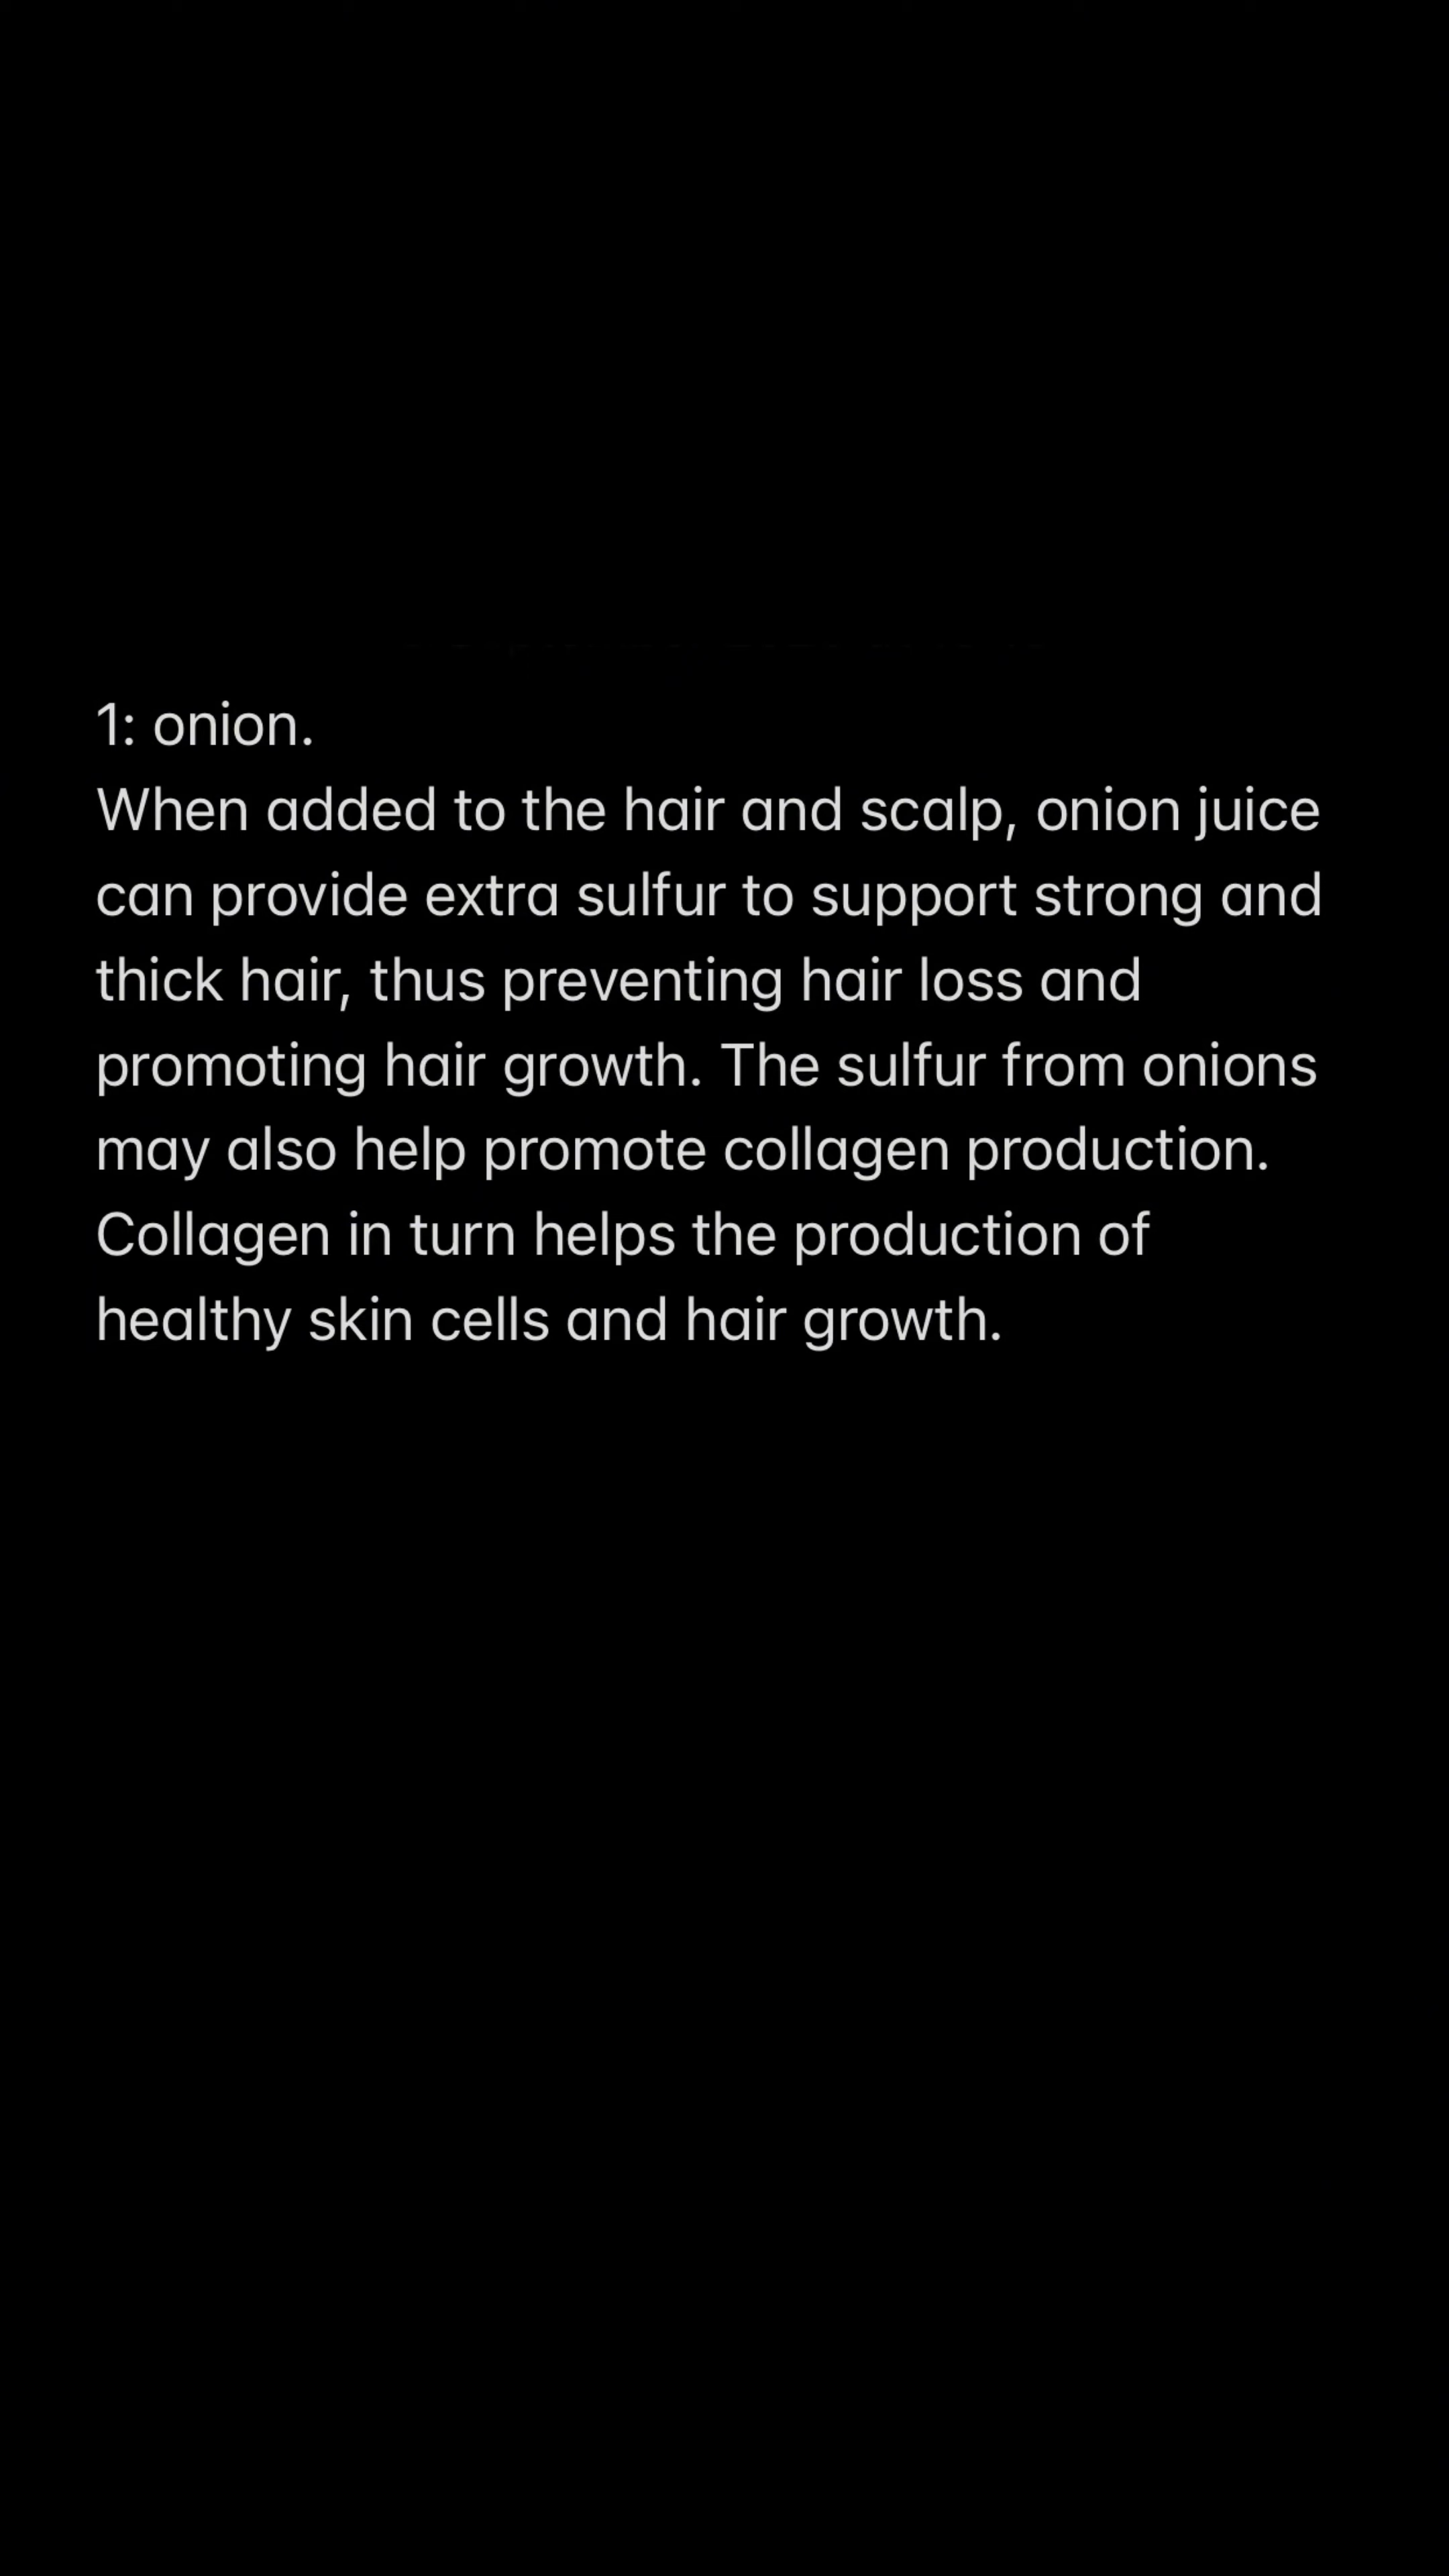 1: onion.
When added to the hair and scalp, onion juice
can provide extra sulfur to support strong and
thick hair, thus preventing hair loss and
promoting hair growth. The sulfur from onions
may also help promote collagen production.
Collagen in turn helps the production of
healthy skin cells and hair growth.